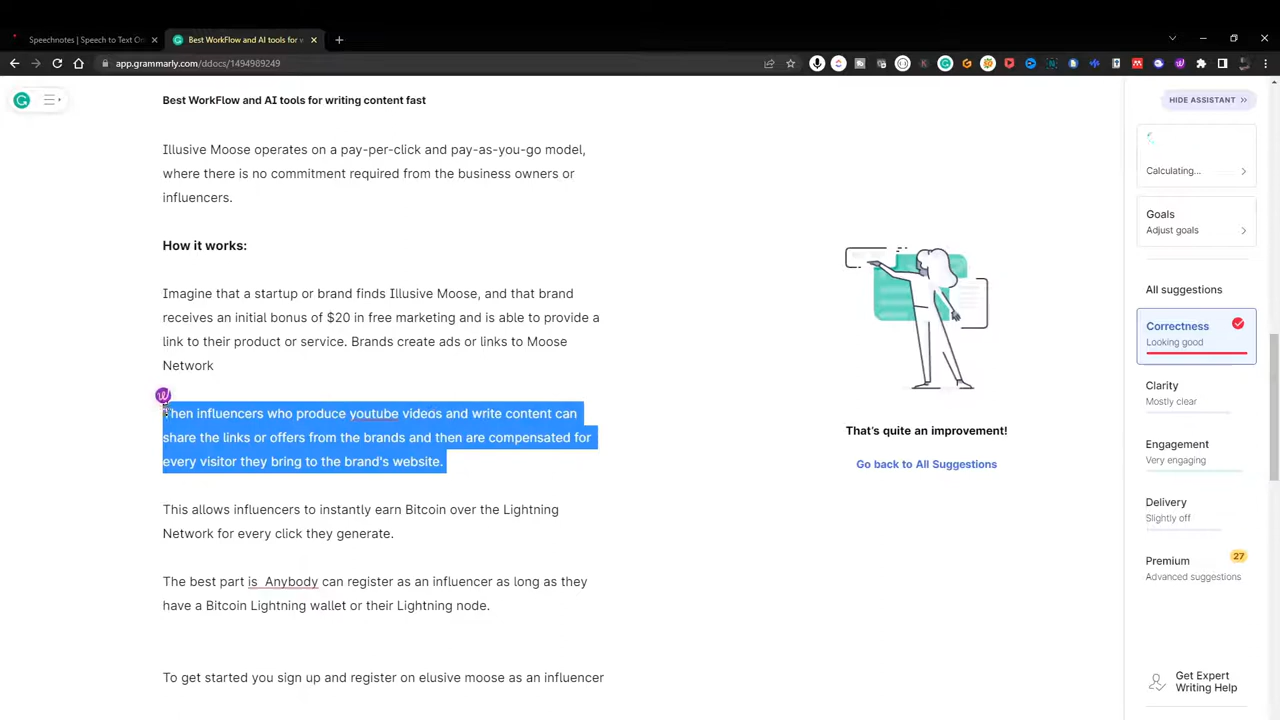 Speechnotes | Speech to Text On
Best WorkFlow and AI tools for w
app.grammarly.com/ddocs/1494989249
HIDE ASSISTANT
Best WorkFlow and AI tools for writing content fast
Illusive Moose operates on a pay-per-click and pay-as-you-go model,
where there is no commitment required from the business owners or
influencers.
How it works:
Imagine that a startup or brand finds Illusive Moose, and that brand
receives an initial bonus of $20 in free marketing and is able to provide a
link to their product or service. Brands create ads or links to Moose
Network
Then influencers who produce youtube videos and write content can
share the links or offers from the brands and then are compensated for
every visitor they bring to the brand's website.
This allows influencers to instantly earn Bitcoin over the Lightning
Network for every click they generate.
The best part is  Anybody can register as an influencer as long as they
have a Bitcoin Lightning wallet or their Lightning node.
To get started you sign up and register on elusive moose as an influencer
That's quite an improvement!
Go back to All Suggestions
Calculating...
Goals
Adjust goals
All suggestions
Correctness
Looking good
Clarity
Mostly clear
Engagement
Very engaging
Delivery
Slightly off
Premium
27
Advanced suggestions
Get Expert
Writing Help